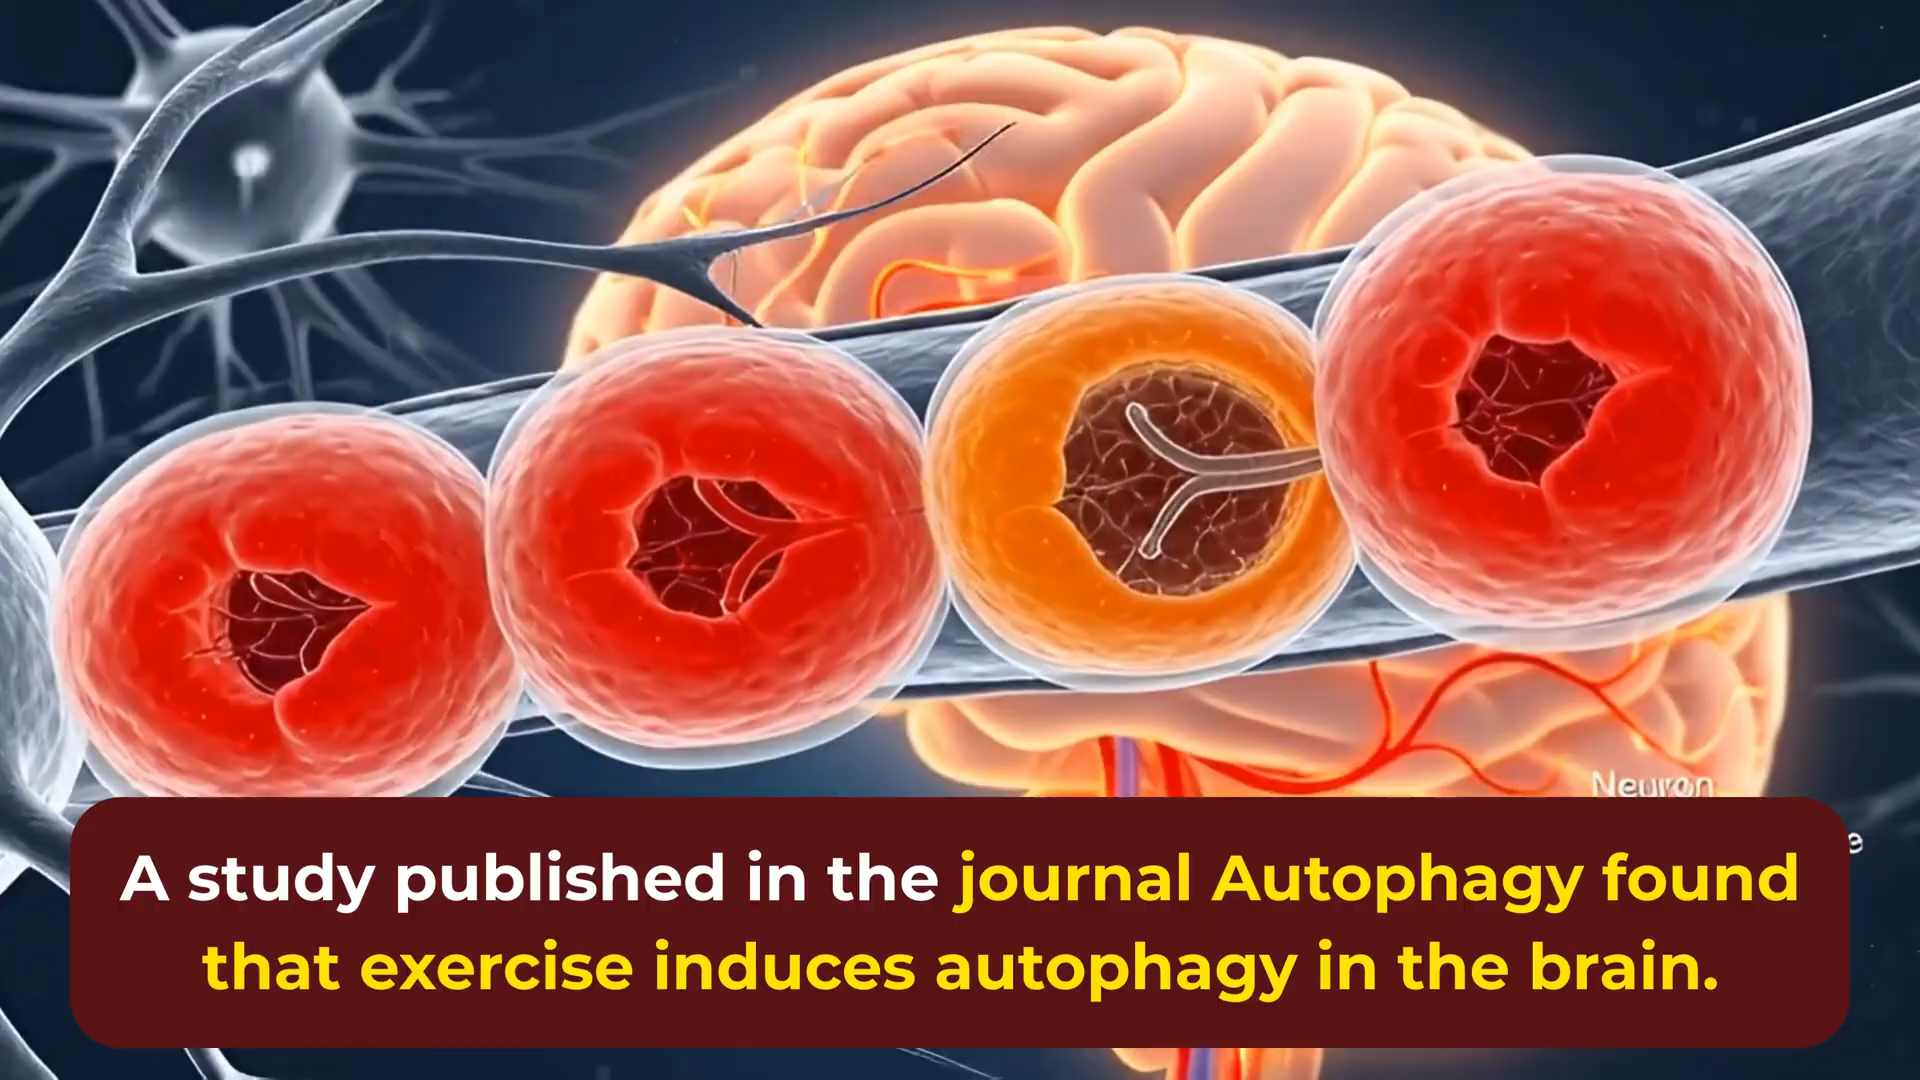 Neuron
A study published in the journal Autophagy found
that exercise induces autophagy in the brain.